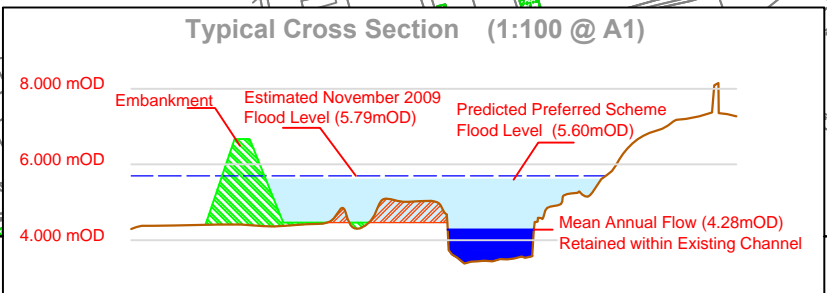 Typical Cross Section (1:100 @ A1)
8.000 mOD
Embankment
Estimated November 2009
Flood Level (5.79mOD)
Predicted Preferred Scheme
Flood Level (5.60mOD)
6.000 mOD
4.000 mOD
Mean Annual Flow (4.28mOD)
Retained within Existing Channel